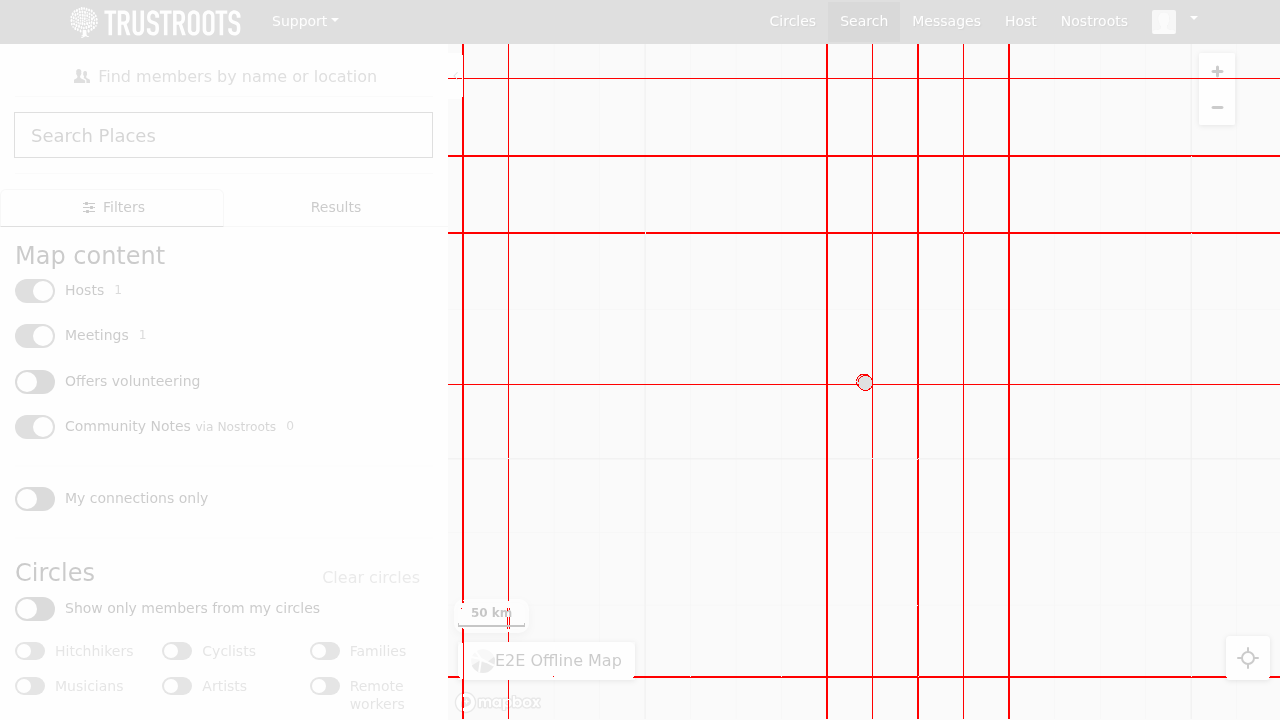 TRUSTROOTS
Support
Circles
Search
Messages
Host
Nostroots
Find members by name or location
Search Places
Filters
Results
Map content
Hosts 1
Meetings 1
Offers volunteering
Community Notes via Nostroots 0
My connections only
Circles
Clear circles
Show only members from my circles
Hitchhikers
Cyclists
Families
Musicians
Artists
Remote
workers
+
−
50 km
E2E Offline Map
mapbox